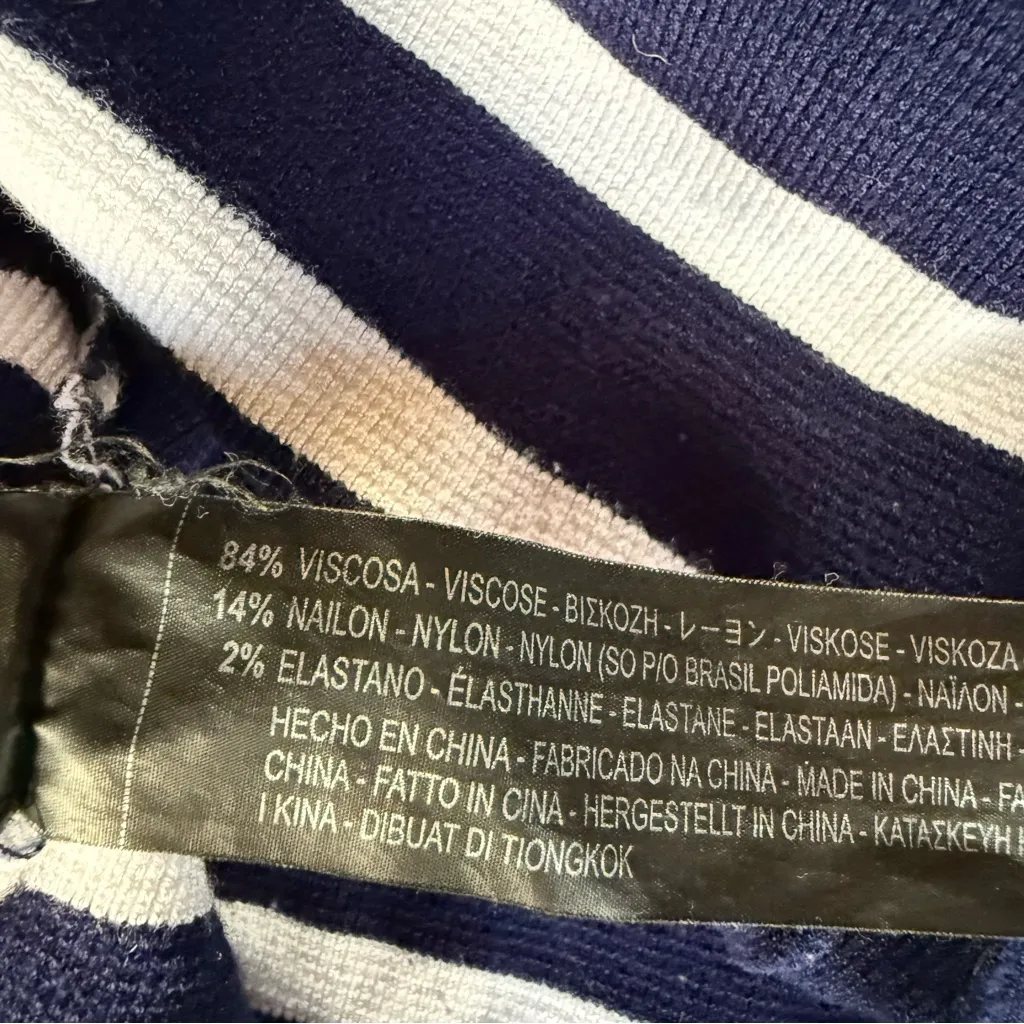 84% VISCOSA - VISCOSE - ΒΙΣΚΟΖΗ - レーヨン - VISKOSE - VISKOZA
14% NAILON - NYLON - NYLON (SO P/O BRASIL POLIAMIDA) - ΝΑΪΛΟΝ -
2% ELASTANO - ÉLASTHANNE - ELASTANE - ELASTAAN - ΕΛΑΣΤΙΝΗ -
HECHO EN CHINA - FABRICADO NA CHINA - MADE IN CHINA - FA
CHINA - FATTO IN CINA - HERGESTELLT IN CHINA - ΚΑΤΑΣΚΕΥΗ
I KINA - DIBUAT DI TIONGKOK